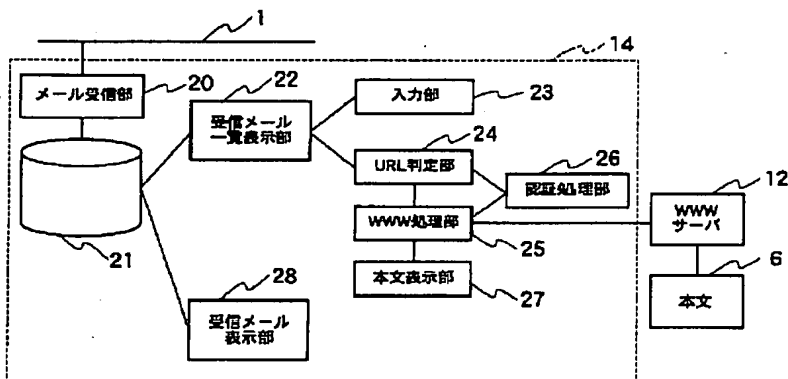 1
14
メール受信部
20
22
受信メール
一覧表示部
入力部
23
24
URL判定部
26
認証処理部
12
WWW
サーバ
WWW処理部
25
21
6
本文
本文表示部
27
28
受信メール
表示部